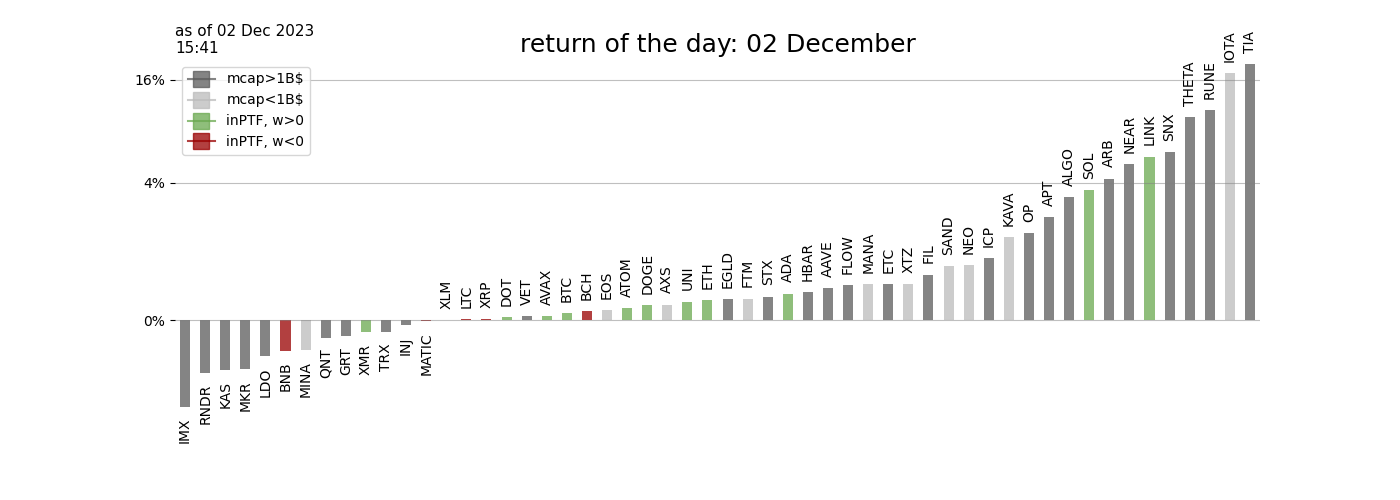 as of 02 Dec 2023
15:41
return of the day: 02 December
mcap>1B$
mcap<1B$
inPTF, w>0
inPTF, w<0
16%
4%
0%
IMX
RNDR
KAS
MKR
LDO
BNB
MINA
QNT
GRT
XMR
TRX
INJ
MATIC
XLM
LTC
XRP
DOT
VET
AVAX
BTC
BCH
EOS
ATOM
DOGE
AXS
UNI
ETH
EGLD
FTM
STX
ADA
HBAR
AAVE
FLOW
MANA
ETC
XTZ
FIL
SAND
NEO
ICP
KAVA
OP
APT
ALGO
SOL
ARB
NEAR
LINK
SNX
THETA
RUNE
IOTA
TIA